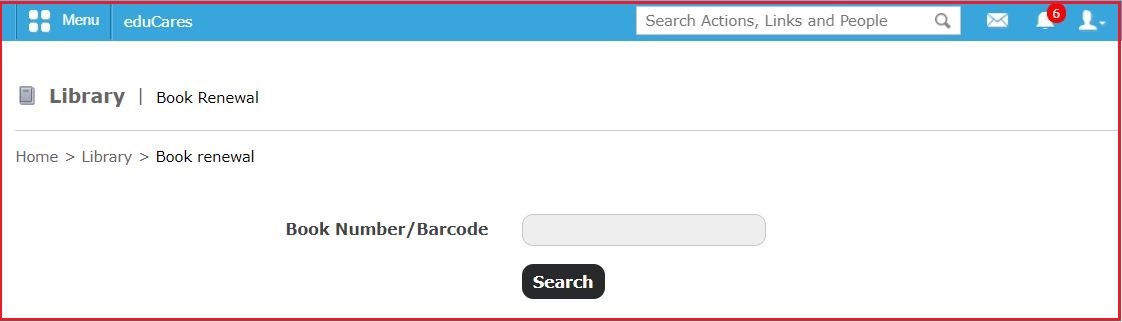 Menu eduCares Search Actions, Links and People 6
Library | Book Renewal
Home > Library > Book renewal
Book Number/Barcode
Search